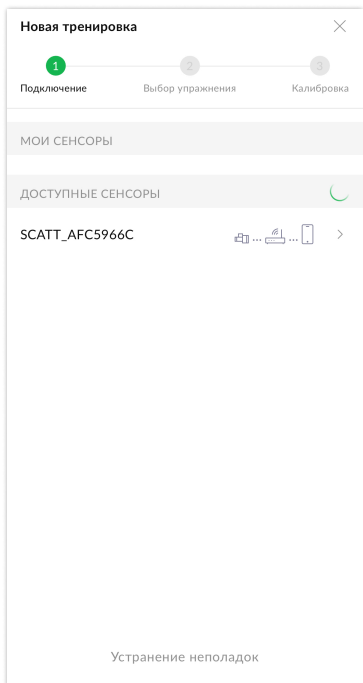 Новая тренировка
1
2
3
Подключение
Выбор упражнения
Калибровка
МОИ СЕНСОРЫ
ДОСТУПНЫЕ СЕНСОРЫ
SCATT_AFC5966C
Устранение неполадок